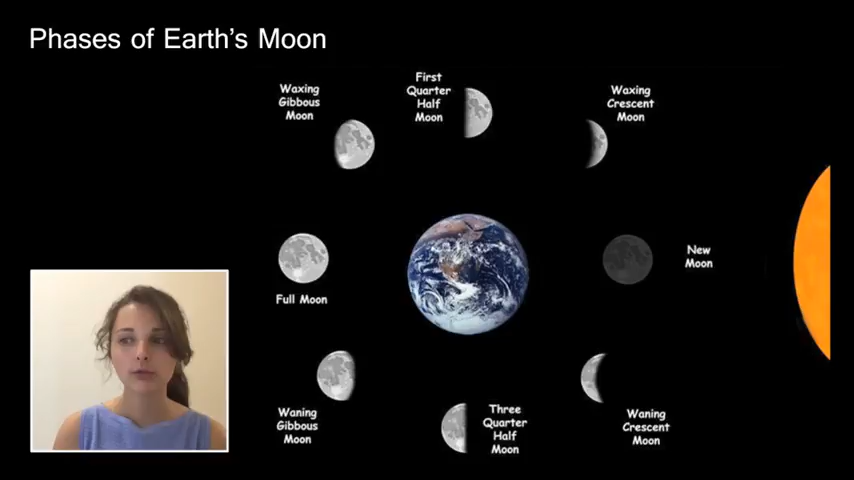 Phases of Earth's Moon
Waxing
Gibbous
Moon
First
Quarter
Half
Moon
Waxing
Crescent
Moon
Full Moon
New
Moon
Waning
Gibbous
Moon
Three
Quarter
Half
Moon
Waning
Crescent
Moon